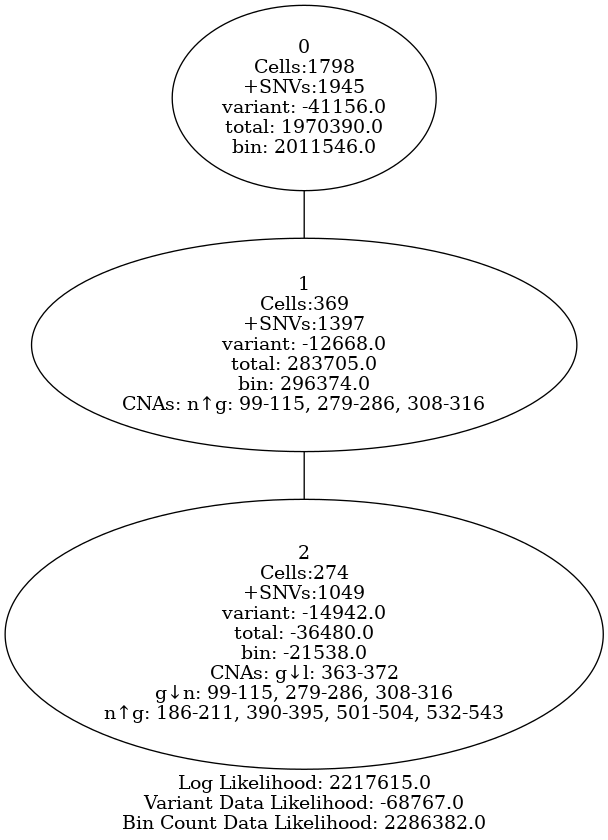 0
Cells:1798
+SNVs:1945
variant: -41156.0
total: 1970390.0
bin: 2011546.0
1
Cells:369
+SNVs:1397
variant: -12668.0
total: 283705.0
bin: 296374.0
CNAs: n↑g: 99-115, 279-286, 308-316
2
Cells:274
+SNVs:1049
variant: -14942.0
total: -36480.0
bin: -21538.0
CNAs: g↓l: 363-372
g↓n: 99-115, 279-286, 308-316
n↑g: 186-211, 390-395, 501-504, 532-543
Log Likelihood: 2217615.0
Variant Data Likelihood: -68767.0
Bin Count Data Likelihood: 2286382.0